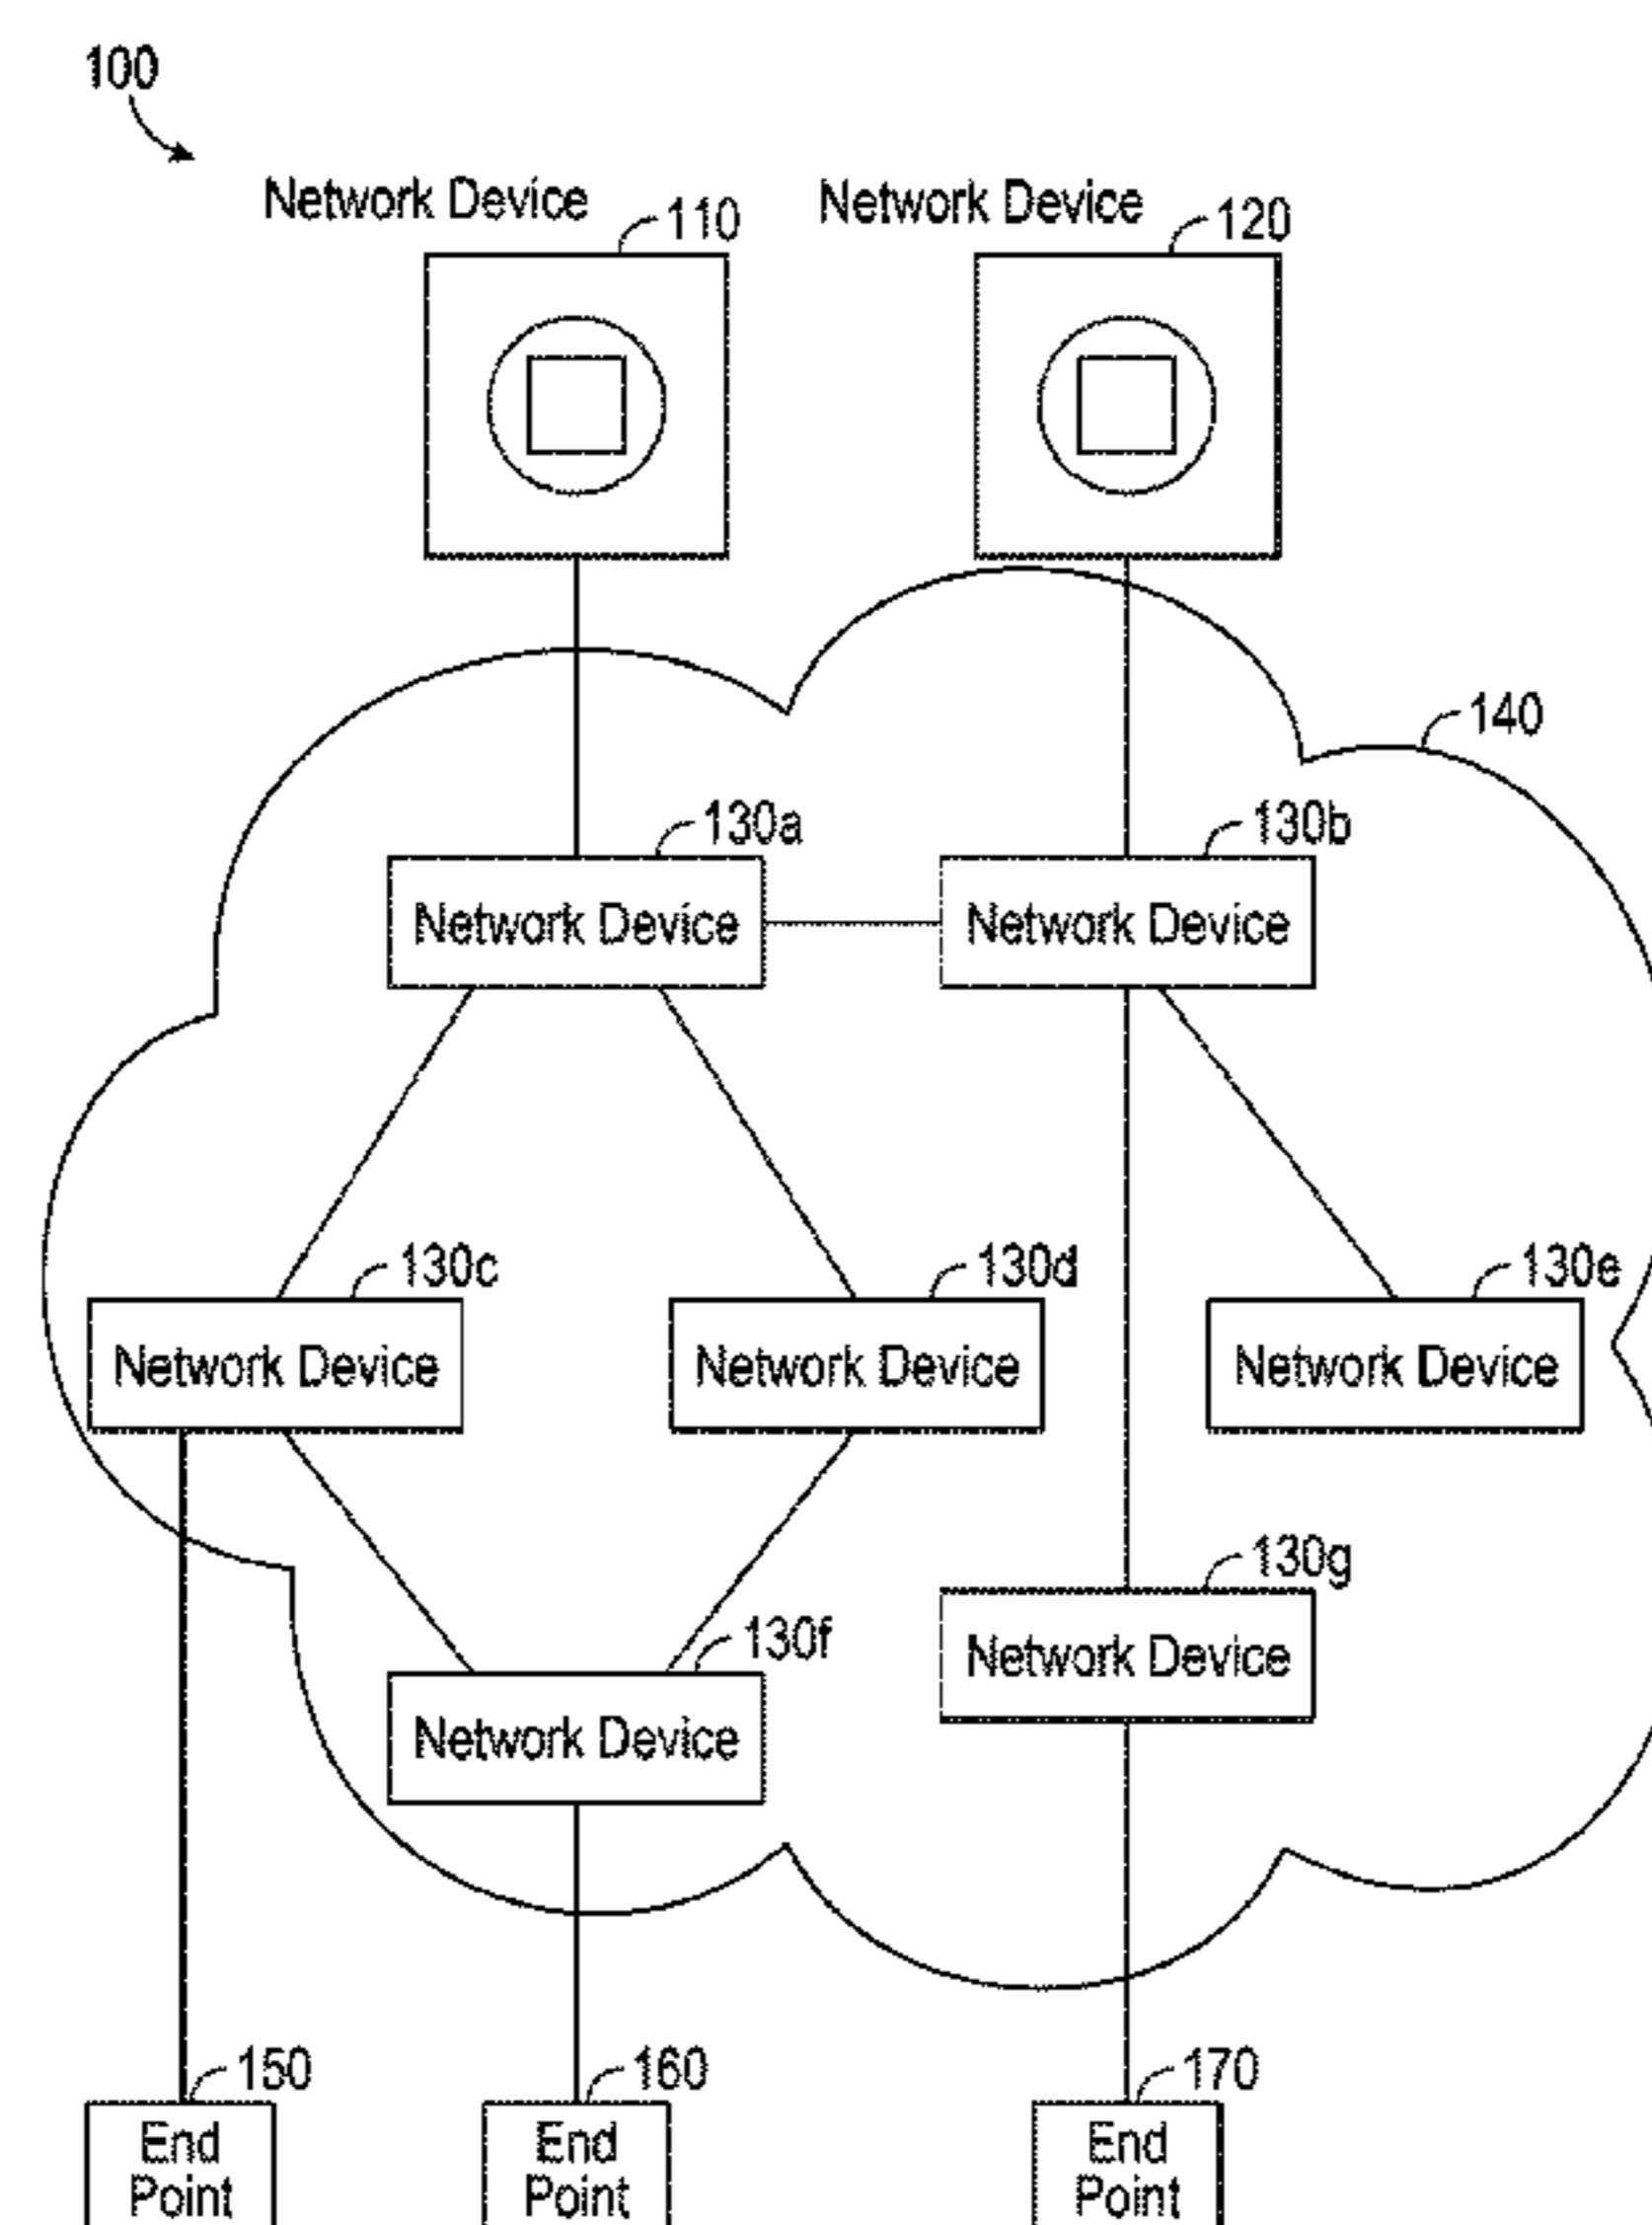 100
Network Device
110
Network Device
120
140
130a
Network Device
130b
Network Device
130c
Network Device
130d
Network Device
130e
Network Device
130f
Network Device
130g
Network Device
150
End
Point
160
End
Point
170
End
Point